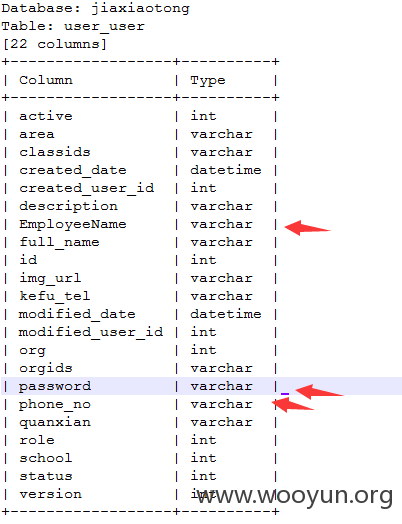 Database: jiaxiaotong
Table: user_user
[22 columns]
+------------------+----------+
| Column | Type |
+------------------+----------+
| active | int |
| area | varchar |
| classids | varchar |
| created_date | datetime |
| created_user_id | int |
| description | varchar |
| EmployeeName | varchar |
| full_name | varchar |
| id | int |
| img_url | varchar |
| kefu_tel | varchar |
| modified_date | datetime |
| modified_user_id | int |
| org | int |
| orgids | varchar |
| password | varchar |
| phone_no | varchar |
| quanxian | varchar |
| role | int |
| school | int |
| status | int |
| version | int |
+------------------+----------+
www.wooyun.org